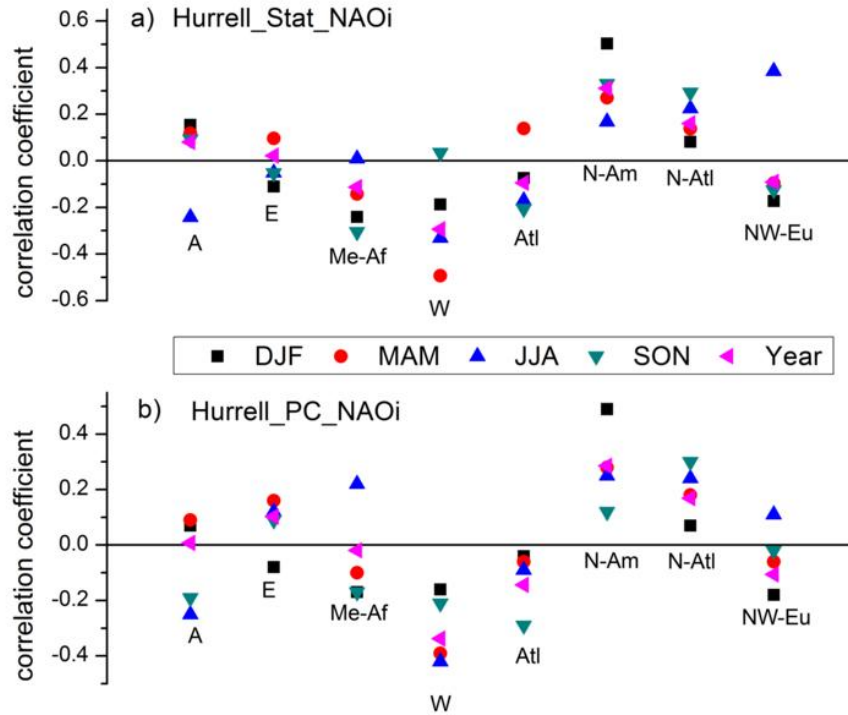 a) Hurrell_Stat_NAOi
correlation coefficient
0.6
0.4
0.2
0.0
-0.2
-0.4
-0.6
A
E
Me-Af
W
Atl
N-Am
N-Atl
NW-Eu
DJF MAM JJA SON Year
b) Hurrell_PC_NAOi
correlation coefficient
0.4
0.2
0.0
-0.2
-0.4
A
E
Me-Af
W
Atl
N-Am
N-Atl
NW-Eu